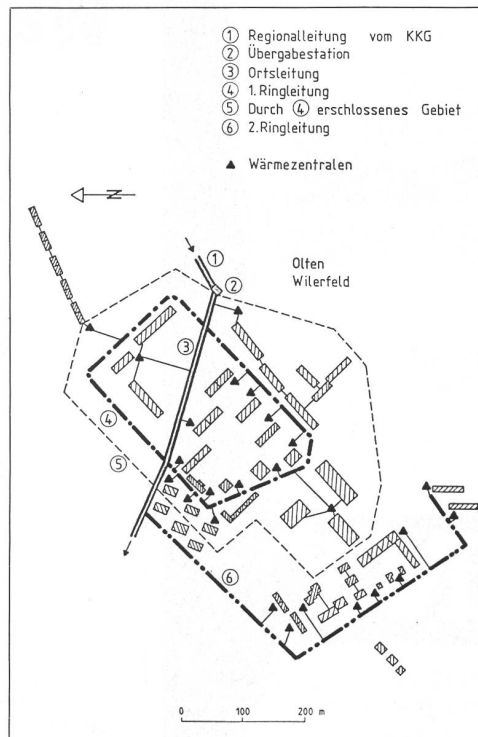 ① Regionalleitung vom KKG
② Übergabestation
③ Ortsleitung
④ 1. Ringleitung
⑤ Durch ④ erschlossenes Gebiet
⑥ 2. Ringleitung
▲ Wärmezentralen
N
①
②
Olten
Wilerfeld
③
④
⑤
⑥
0 100 200 m